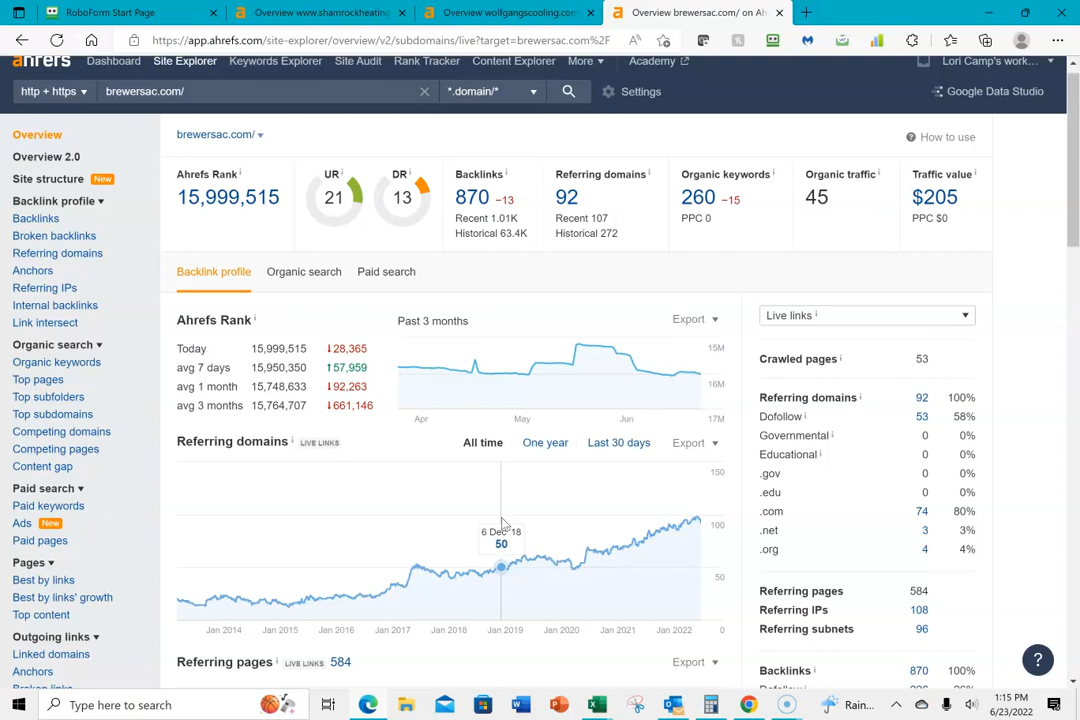 RoboForm Start Page
Overview www.shamrockheating
Overview wolfgangscooling.com
Overview brewersac.com/ on Ah
https://app.ahrefs.com/site-explorer/overview/v2/subdomains/live?target=brewersac.com%2F
ahrefs Dashboard Site Explorer Keywords Explorer Site Audit Rank Tracker Content Explorer More Academy Lori Camp's work...
http + https brewersac.com/ *.domain/* Settings Google Data Studio
Overview
Overview 2.0
Site structure New
Backlink profile
Backlinks
Broken backlinks
Referring domains
Anchors
Referring IPs
Internal backlinks
Link intersect
Organic search
Organic keywords
Top pages
Top subfolders
Top subdomains
Competing domains
Competing pages
Content gap
Paid search
Paid keywords
Ads New
Paid pages
Pages
Best by links
Best by links' growth
Top content
Outgoing links
Linked domains
Anchors
Broken links
brewersac.com/ How to use
Ahrefs Rank
15,999,515
UR
21
DR
13
Backlinks
870 -13
Recent 1.01K
Historical 63.4K
Referring domains
92
Recent 107
Historical 272
Organic keywords
260 -15
PPC 0
Organic traffic
45
Traffic value
$205
PPC $0
Backlink profile Organic search Paid search
Ahrefs Rank
Past 3 months Export
Today 15,999,515 ↓28,365
avg 7 days 15,950,350 ↑57,959
avg 1 month 15,748,633 ↓92,263
avg 3 months 15,764,707 ↓661,146
15M
16M
17M
Apr May Jun
Referring domains LIVE LINKS All time One year Last 30 days Export
150
100
50
0
6 Dec '18
50
Jan 2014 Jan 2015 Jan 2016 Jan 2017 Jan 2018 Jan 2019 Jan 2020 Jan 2021 Jan 2022
Referring pages LIVE LINKS 584 Export
Live links
Crawled pages 53
Referring domains 92 100%
Dofollow 53 58%
Governmental 0 0%
Educational 0 0%
.gov 0 0%
.edu 0 0%
.com 74 80%
.net 3 3%
.org 4 4%
Referring pages 584
Referring IPs 108
Referring subnets 96
Backlinks 870 100%
?
Type here to search
Rain...
1:15 PM
6/23/2022